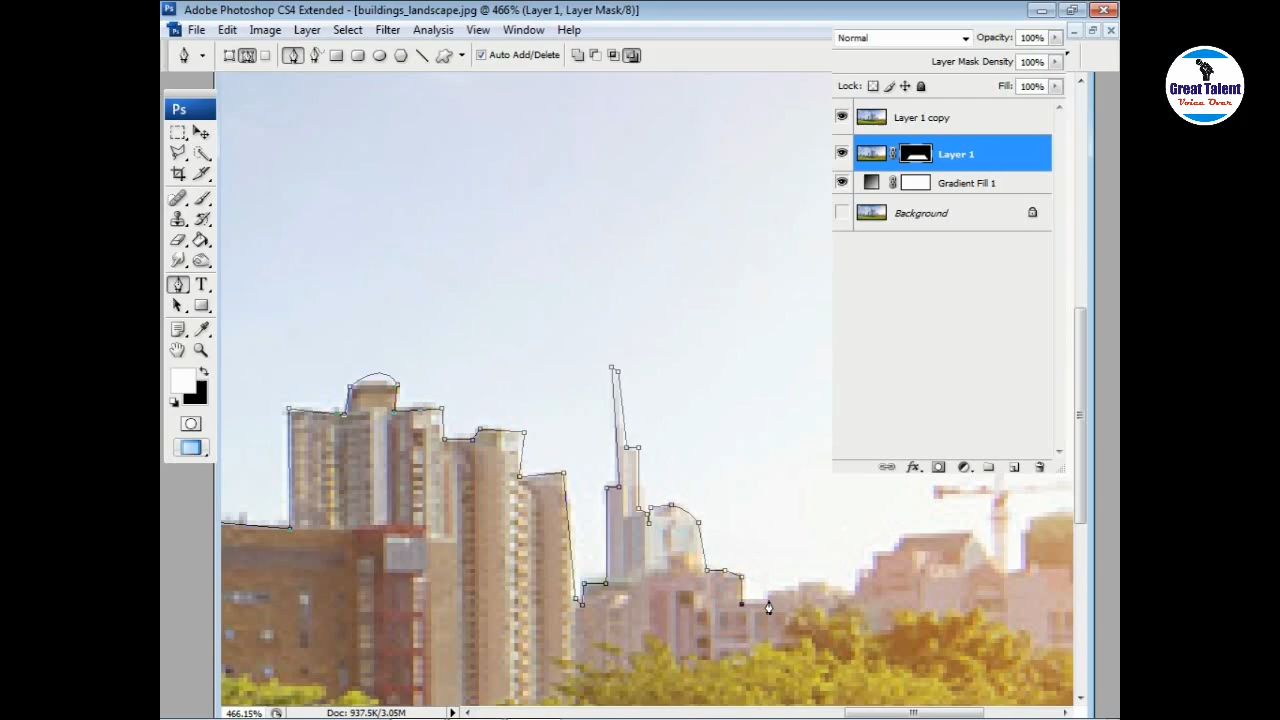 Adobe Photoshop CS4 Extended - [buildings_landscape.jpg @ 466% (Layer 1, Layer Mask/8)]
File Edit Image Layer Select Filter Analysis View Window Help
Auto Add/Delete
Normal Opacity: 100%
Layer Mask Density: 100%
Lock: Fill: 100%
Ps
Layer 1 copy
Layer 1
Gradient Fill 1
Background
466.15% Doc: 937.5K/3.05M
Great Talent
Voice Over